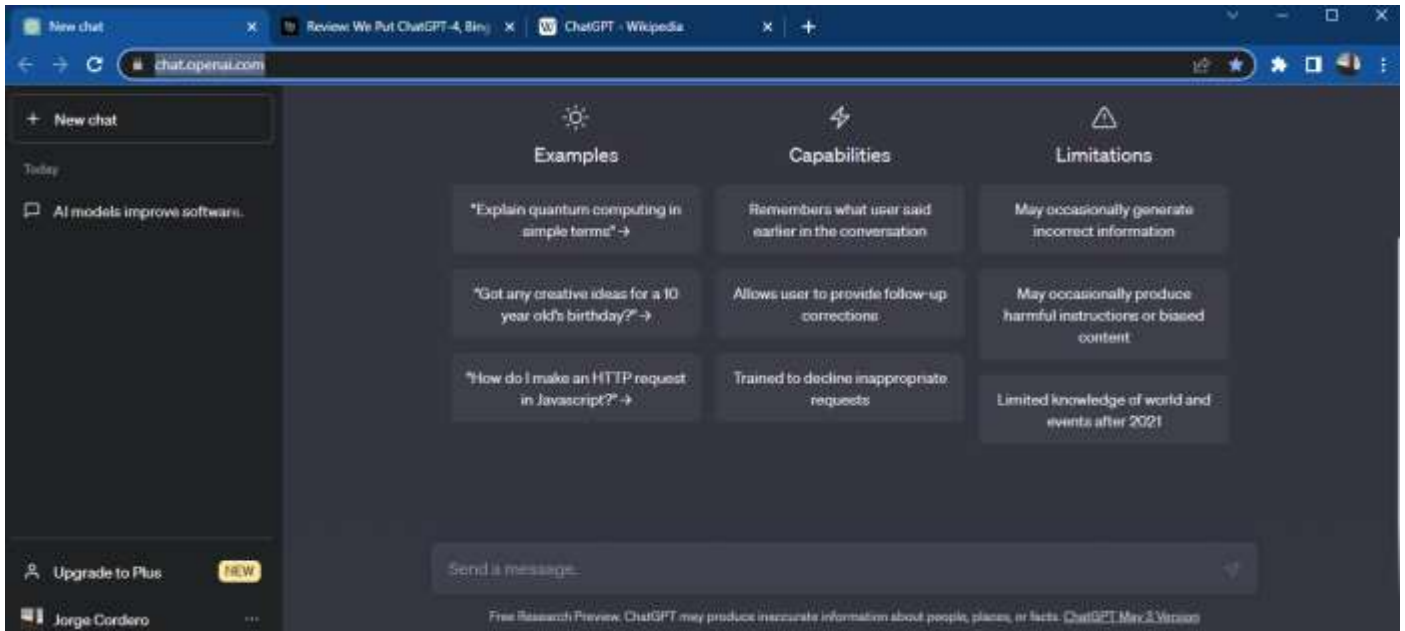 New chat
Review: We Put ChatGPT-4, Bing
ChatGPT - Wikipedia
chat.openai.com
New chat
Today
AI models improve software.
Upgrade to Plus
NEW
Jorge Cordero
Examples
"Explain quantum computing in
simple terms" →
"Got any creative ideas for a 10
year old's birthday?" →
"How do I make an HTTP request
in Javascript?" →
Capabilities
Remembers what user said
earlier in the conversation
Allows user to provide follow-up
corrections
Trained to decline inappropriate
requests
Limitations
May occasionally generate
incorrect information
May occasionally produce
harmful instructions or biased
content
Limited knowledge of world and
events after 2021
Send a message.
Free Research Preview. ChatGPT may produce inaccurate information about people, places, or facts. ChatGPT May 3 Version